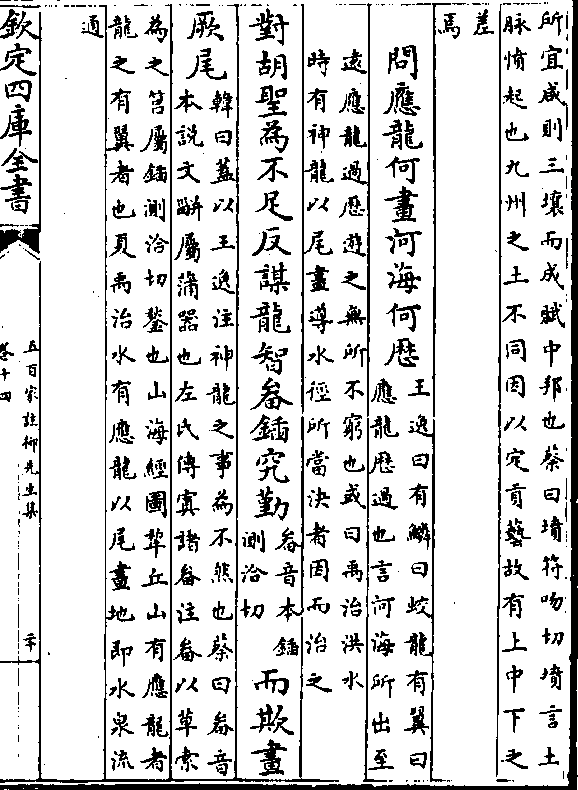 所宜咸則三壤而成賦中邦也蔡曰墳符吻切墳言土
脉憤起也九州之土不同因以定貢藝故有上中下之
差
焉
問應龍何畫河海何歴
王逸曰有鱗曰蛟龍有翼曰
應龍歴過也言河海所出至
遠應龍過歴遊之無所不窮也或曰禹治洪水
時有神龍以尾畫導水徑所當決者因而治之
對胡聖為不足反謀龍智畚鍤究勤
畚音本鍤
測洽切
而欺畫
厥尾
韓曰蓋以王逸注神龍之事為不然也蔡曰畚音
本說文餅屬蒲器也左氏傳寘諸畚注畚以草索
為之筥屬鍤測洽切鍫也山海經圖犂丘山有應龍者
龍之有翼者也夏禹治水有應龍以尾畫地即水泉流
通
欽定四庫全書
五百家註柳先生集
卷十四
二十